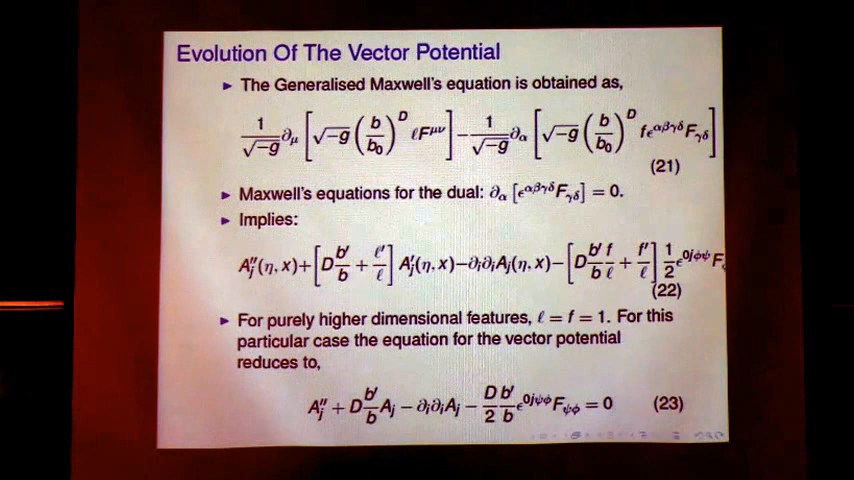 Evolution Of The Vector Potential
▸ The Generalised Maxwell's equation is obtained as,
1/√−g ∂μ [√−g (b/b₀)^D ℓF^μν] − 1/√−g ∂α [√−g (b/b₀)^D fϵ^αβγδ Fγδ]
(21)
▸ Maxwell's equations for the dual: ∂α [ϵ^αβγδ Fγδ] = 0.
▸ Implies:
A″j(η, x)+[D b′/b + ℓ′/ℓ] A′j(η, x)−∂i∂iAj(η, x)−[D b′/b f/ℓ + f′/ℓ] 1/2 ϵ^0jϕψ F
(22)
▸ For purely higher dimensional features, ℓ = f = 1. For this
particular case the equation for the vector potential
reduces to,
A″j + D b′/b Aj − ∂i∂iAj − D/2 b′/b ϵ^0jψϕ Fψϕ = 0 (23)